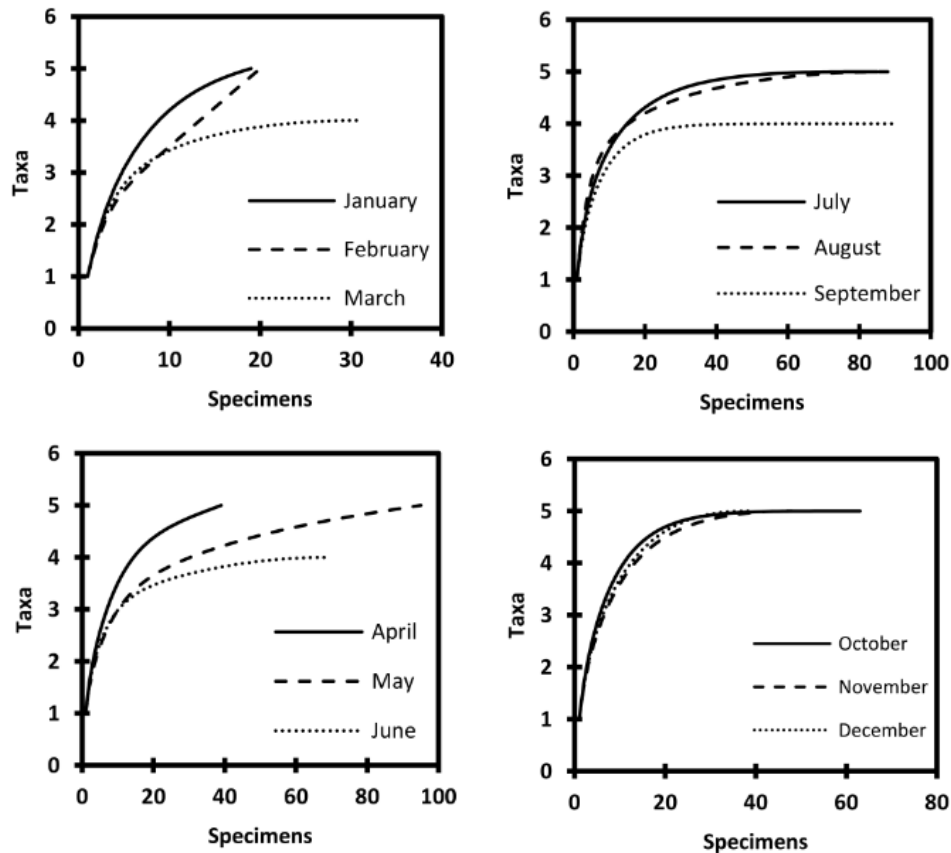 6
5
4
3
2
1
0
Taxa
January
February
March
0 10 20 30 40
Specimens
6
5
4
3
2
1
0
Taxa
July
August
September
0 20 40 60 80 100
Specimens
6
5
4
3
2
1
0
Taxa
April
May
June
0 20 40 60 80 100
Specimens
6
5
4
3
2
1
0
Taxa
October
November
December
0 20 40 60 80
Specimens